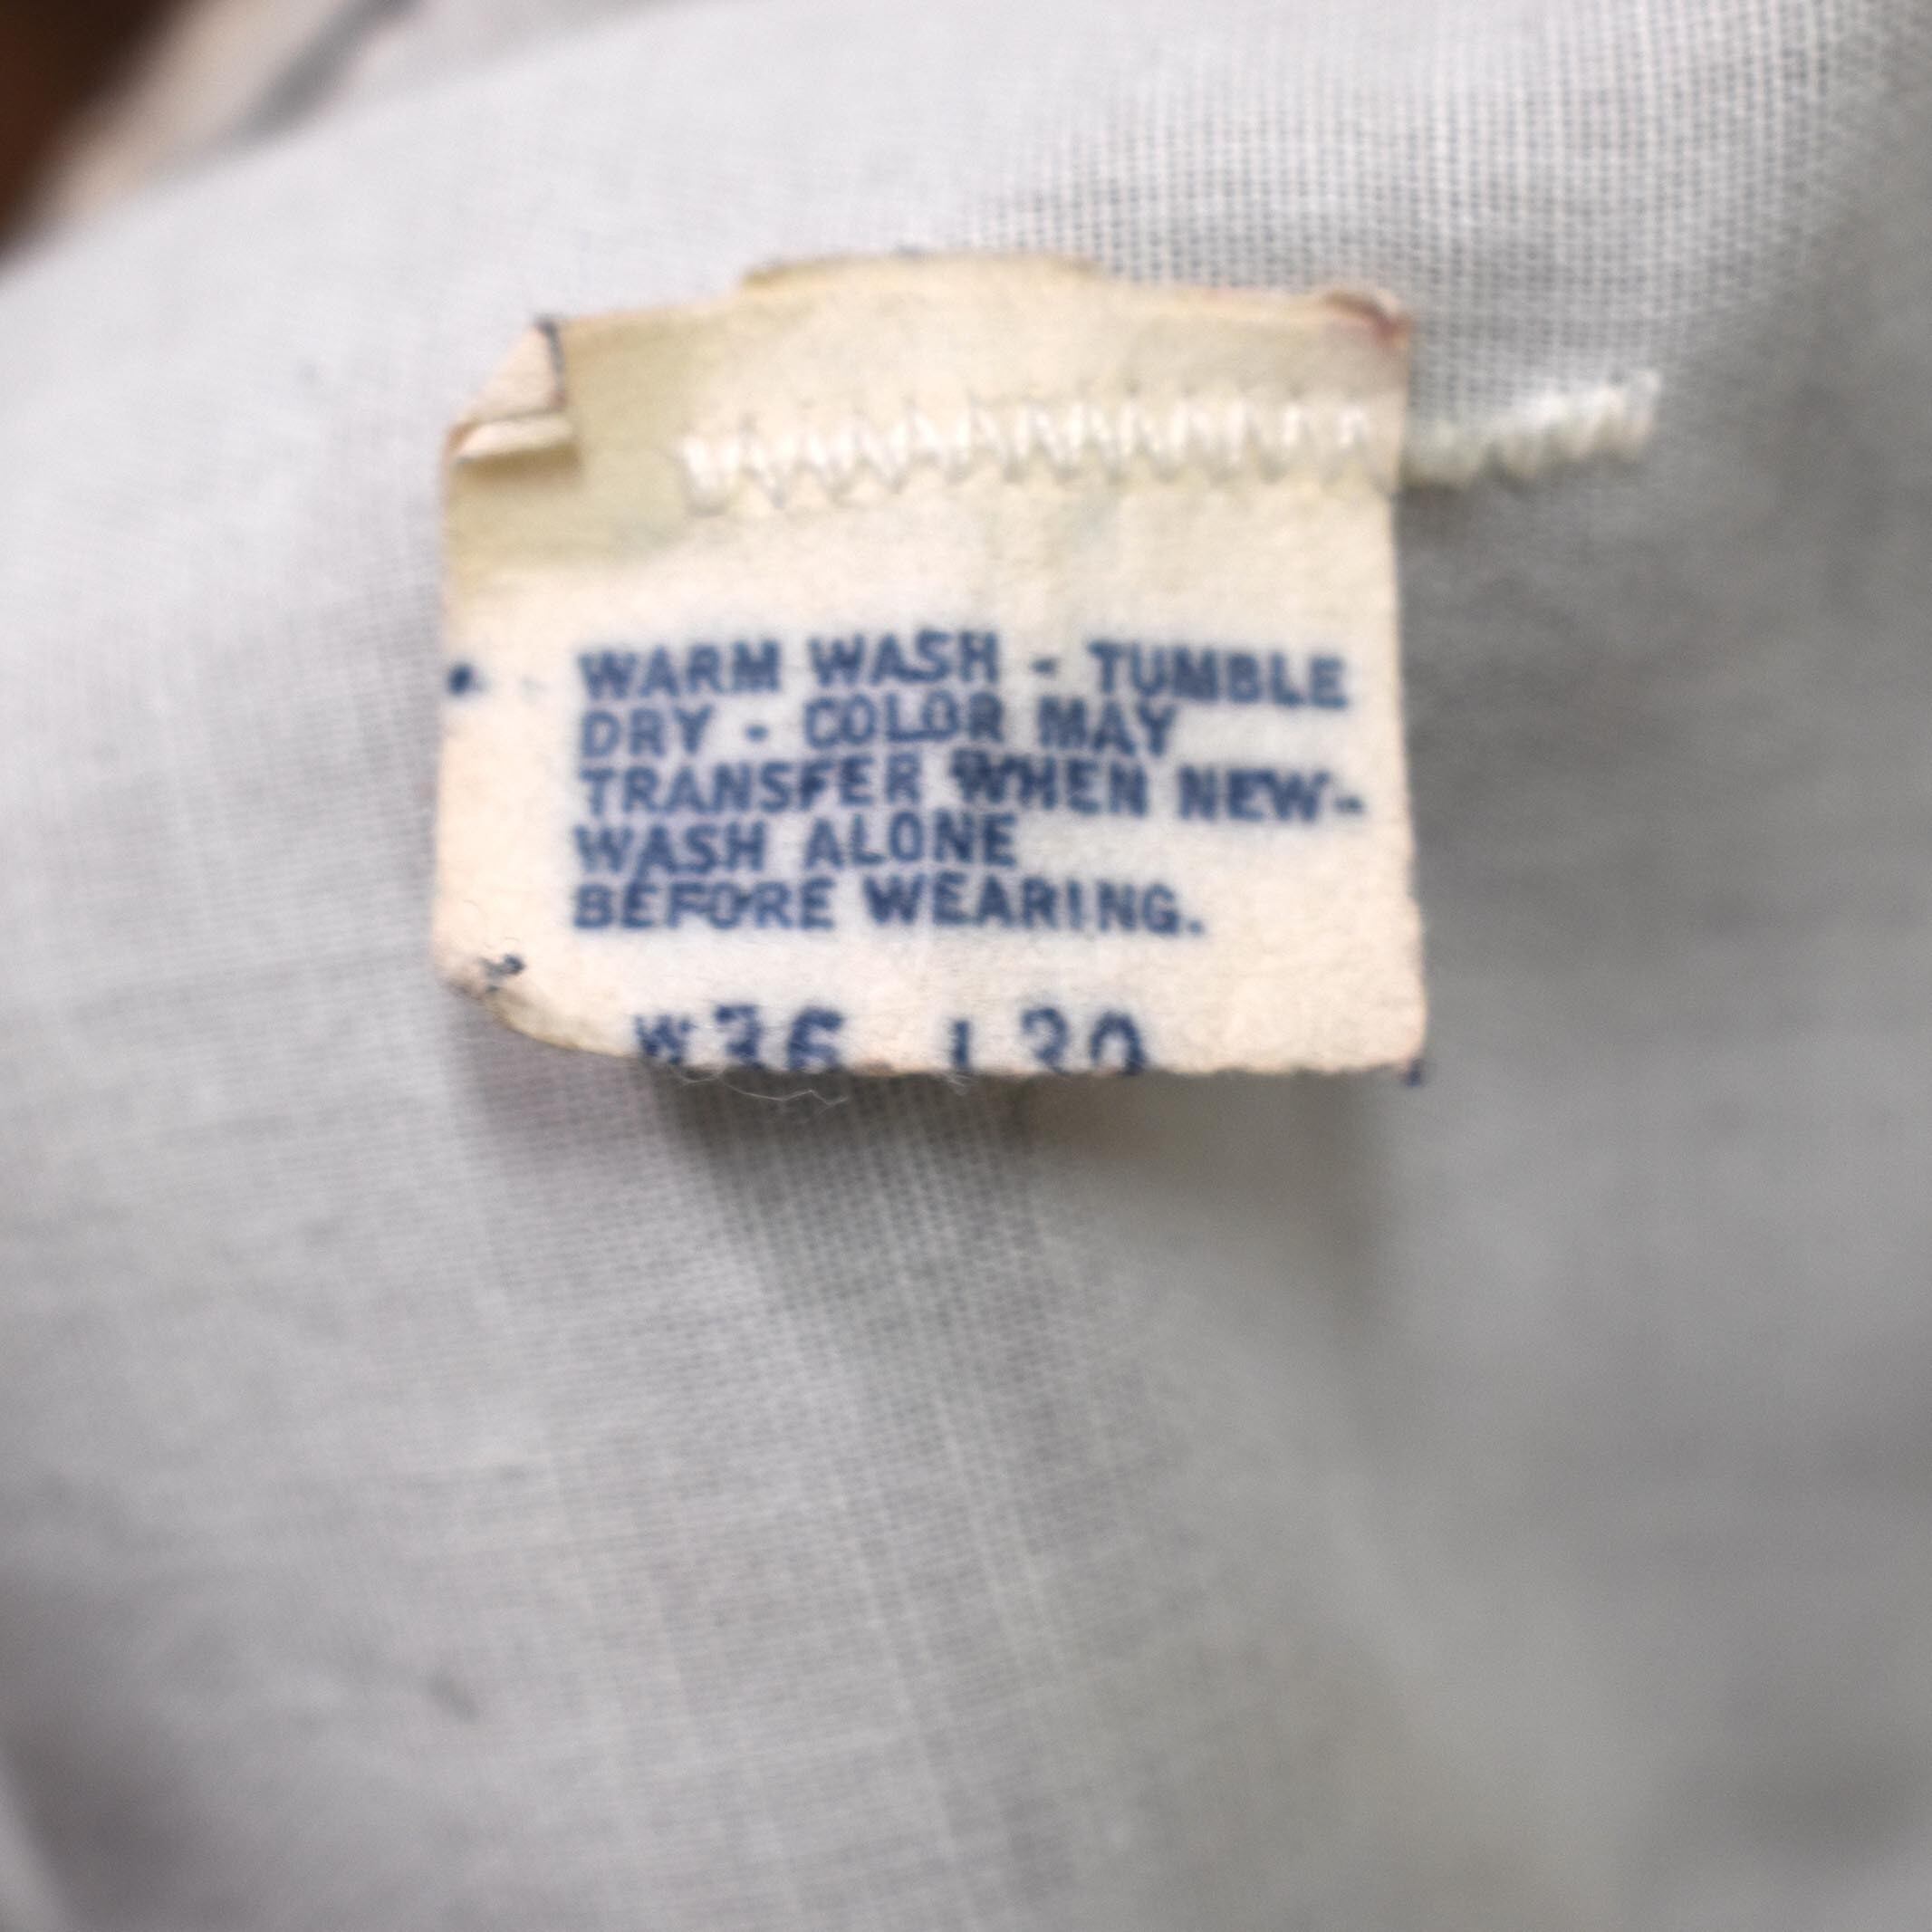 WARM WASH - TUMBLE
DRY - COLOR MAY
TRANSFER WHEN NEW-
WASH ALONE
BEFORE WEARING.
W36 L30